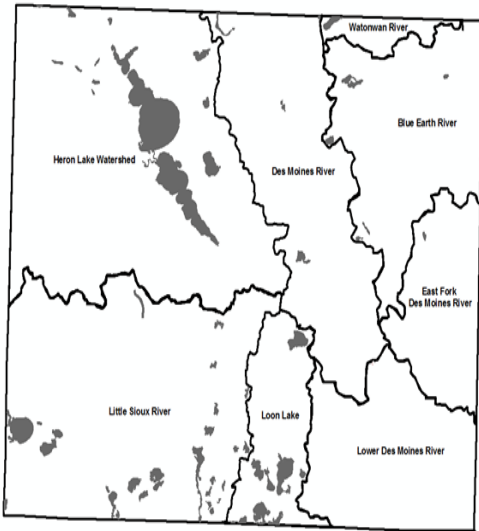 Watonwan River
Blue Earth River
Heron Lake Watershed
Des Moines River
East Fork
Des Moines River
Little Sioux River
Loon Lake
Lower Des Moines River